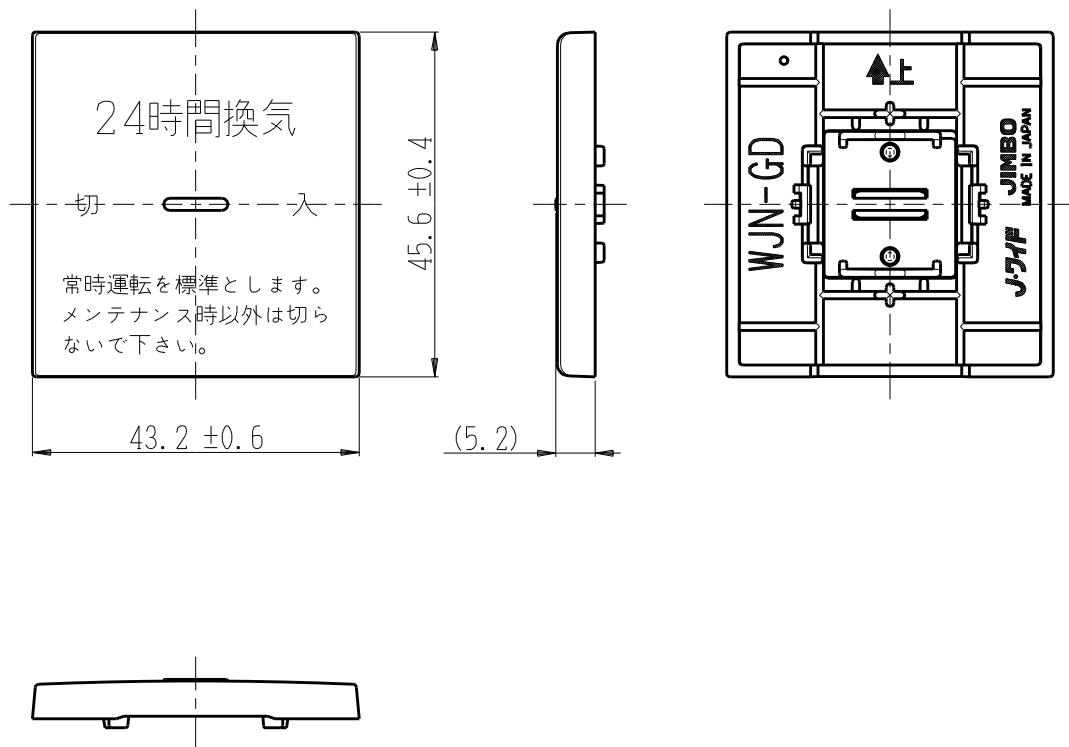 24時間換気
切 入
常時運転を標準とします。
メンテナンス時以外は切ら
ないで下さい。
45.6 ±0.4
43.2 ±0.6
(5.2)
上
WJN-GD
JIMBO
MADE IN JAPAN
J・ワイド